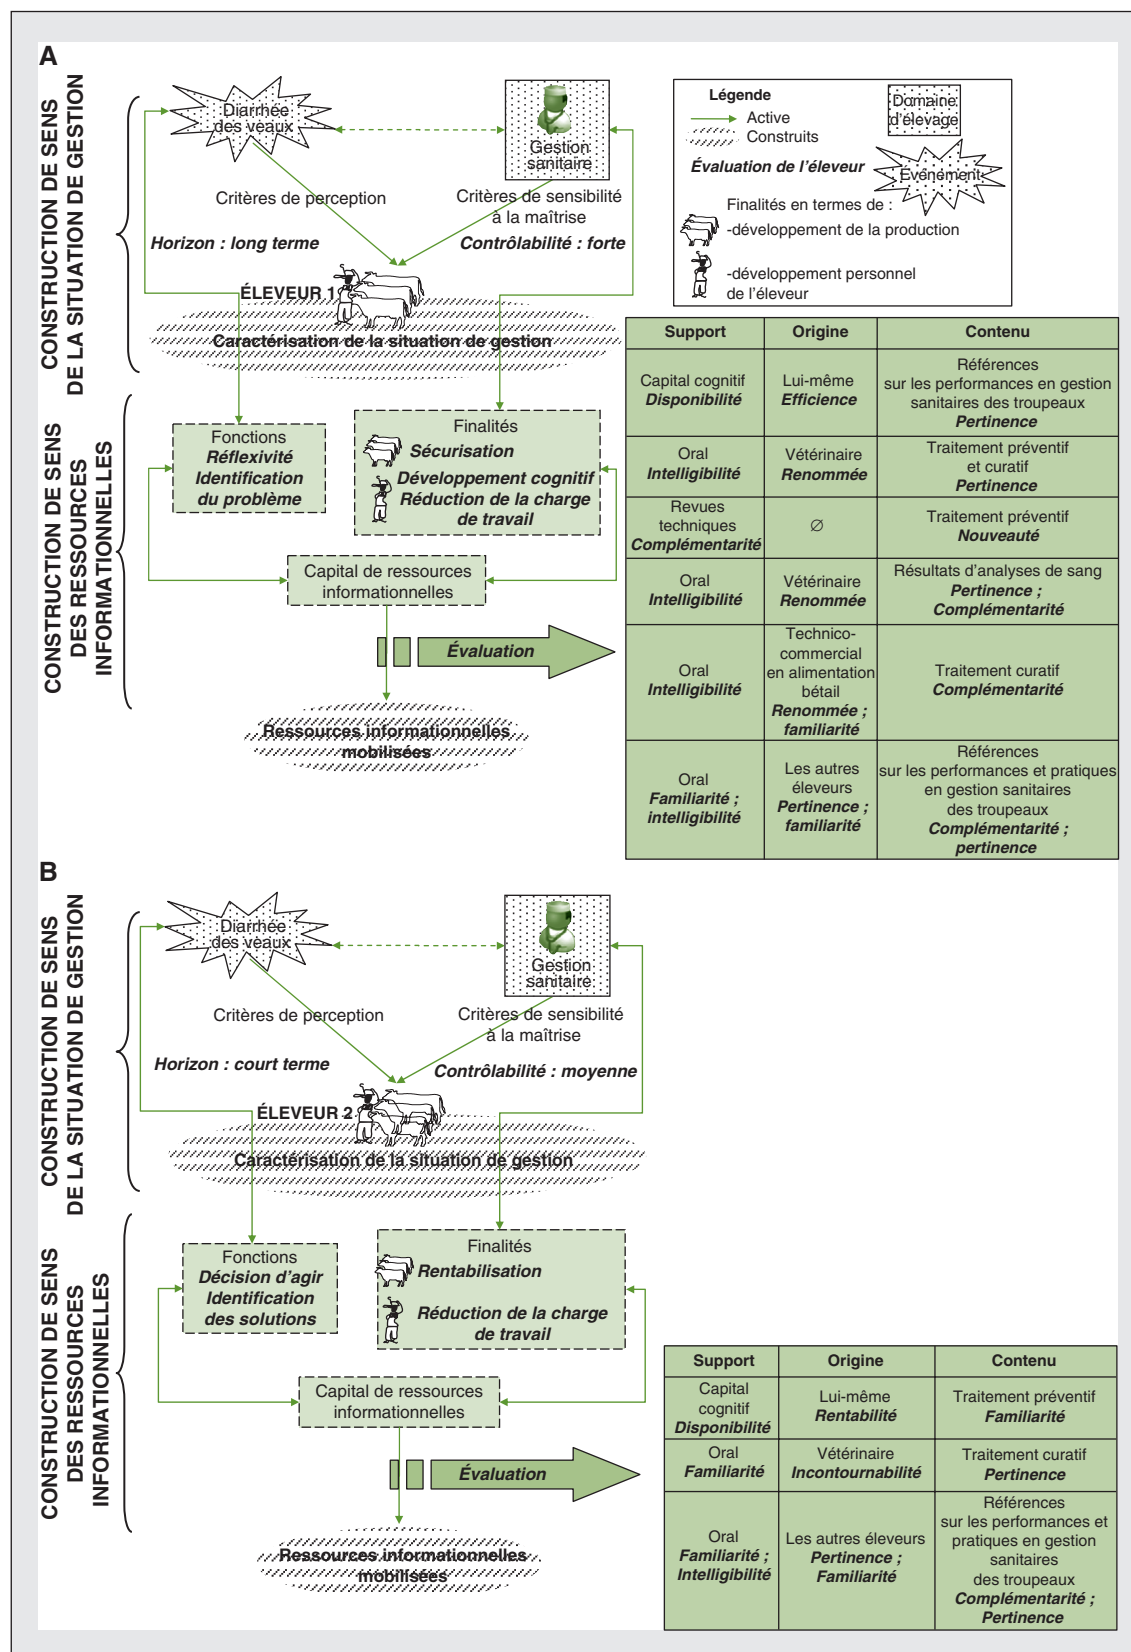 A
CONSTRUCTION DE SENS
DE LA SITUATION DE GESTION
Diarrhée
des veaux
Gestion
sanitaire
Critères de perception
Critères de sensibilité
à la maîtrise
Horizon : long terme
Contrôlabilité : forte
ÉLEVEUR 1
Caractérisation de la situation de gestion
Légende
Active
Construits
Évaluation de l'éleveur
Domaine
d'élevage
Événement
Finalités en termes de :
-développement de la production
-développement personnel
de l'éleveur
CONSTRUCTION DE SENS
DES RESSOURCES
INFORMATIONNELLES
Fonctions
Réflexivité
Identification
du problème
Finalités
Sécurisation
Développement cognitif
Réduction de la charge
de travail
Capital de ressources
informationnelles
Évaluation
Ressources informationnelles
mobilisées
Support
Origine
Contenu
Capital cognitif
Disponibilité
Lui-même
Efficience
Références
sur les performances en gestion
sanitaires des troupeaux
Pertinence
Oral
Intelligibilité
Vétérinaire
Renommée
Traitement préventif
et curatif
Pertinence
Revues
techniques
Complémentarité
∅
Traitement préventif
Nouveauté
Oral
Intelligibilité
Vétérinaire
Renommée
Résultats d'analyses de sang
Pertinence ;
Complémentarité
Oral
Intelligibilité
Technico-
commercial
en alimentation
bétail
Renommée ;
familiarité
Traitement curatif
Complémentarité
Oral
Familiarité ;
intelligibilité
Les autres
éleveurs
Pertinence ;
familiarité
Références
sur les performances et pratiques
en gestion sanitaires
des troupeaux
Complémentarité ;
pertinence
B
CONSTRUCTION DE SENS
DE LA SITUATION DE GESTION
Diarrhée
des veaux
Gestion
sanitaire
Critères de perception
Critères de sensibilité
à la maîtrise
Horizon : court terme
Contrôlabilité : moyenne
ÉLEVEUR 2
Caractérisation de la situation de gestion
CONSTRUCTION DE SENS
DES RESSOURCES
INFORMATIONNELLES
Fonctions
Décision d'agir
Identification
des solutions
Finalités
Rentabilisation
Réduction de la charge
de travail
Capital de ressources
informationnelles
Évaluation
Ressources informationnelles
mobilisées
Support
Origine
Contenu
Capital
cognitif
Disponibilité
Lui-même
Rentabilité
Traitement préventif
Familiarité
Oral
Familiarité
Vétérinaire
Incontournabilité
Traitement curatif
Pertinence
Oral
Familiarité ;
Intelligibilité
Les autres éleveurs
Pertinence ;
Familiarité
Références
sur les performances et
pratiques en gestion
sanitaires
des troupeaux
Complémentarité ;
Pertinence